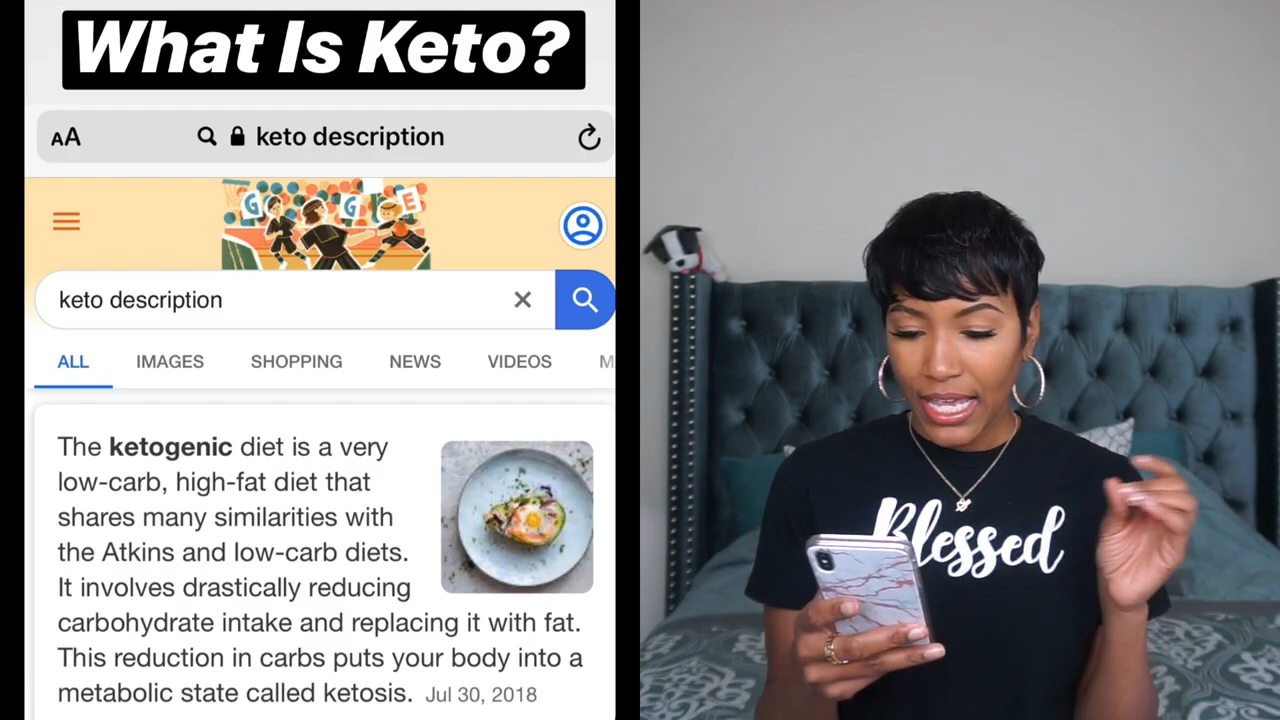 What Is Keto?
AA keto description
G G E
keto description
ALL IMAGES SHOPPING NEWS VIDEOS M
The ketogenic diet is a very
low-carb, high-fat diet that
shares many similarities with
the Atkins and low-carb diets.
It involves drastically reducing
carbohydrate intake and replacing it with fat.
This reduction in carbs puts your body into a
metabolic state called ketosis. Jul 30, 2018
Blessed